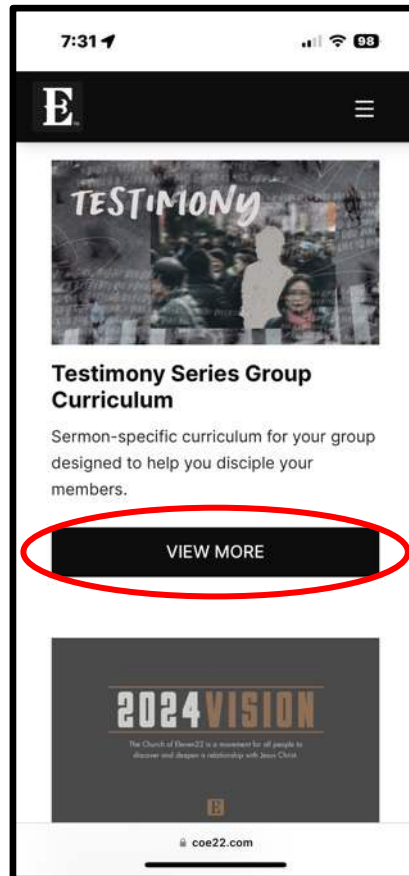 7:31
98
E
TESTIMONY
Testimony Series Group
Curriculum
Sermon-specific curriculum for your group
designed to help you disciple your
members.
VIEW MORE
2024VISION
The Church of Eleven22 is a movement for all people to
discover and deepen a relationship with Jesus Christ
E
coe22.com